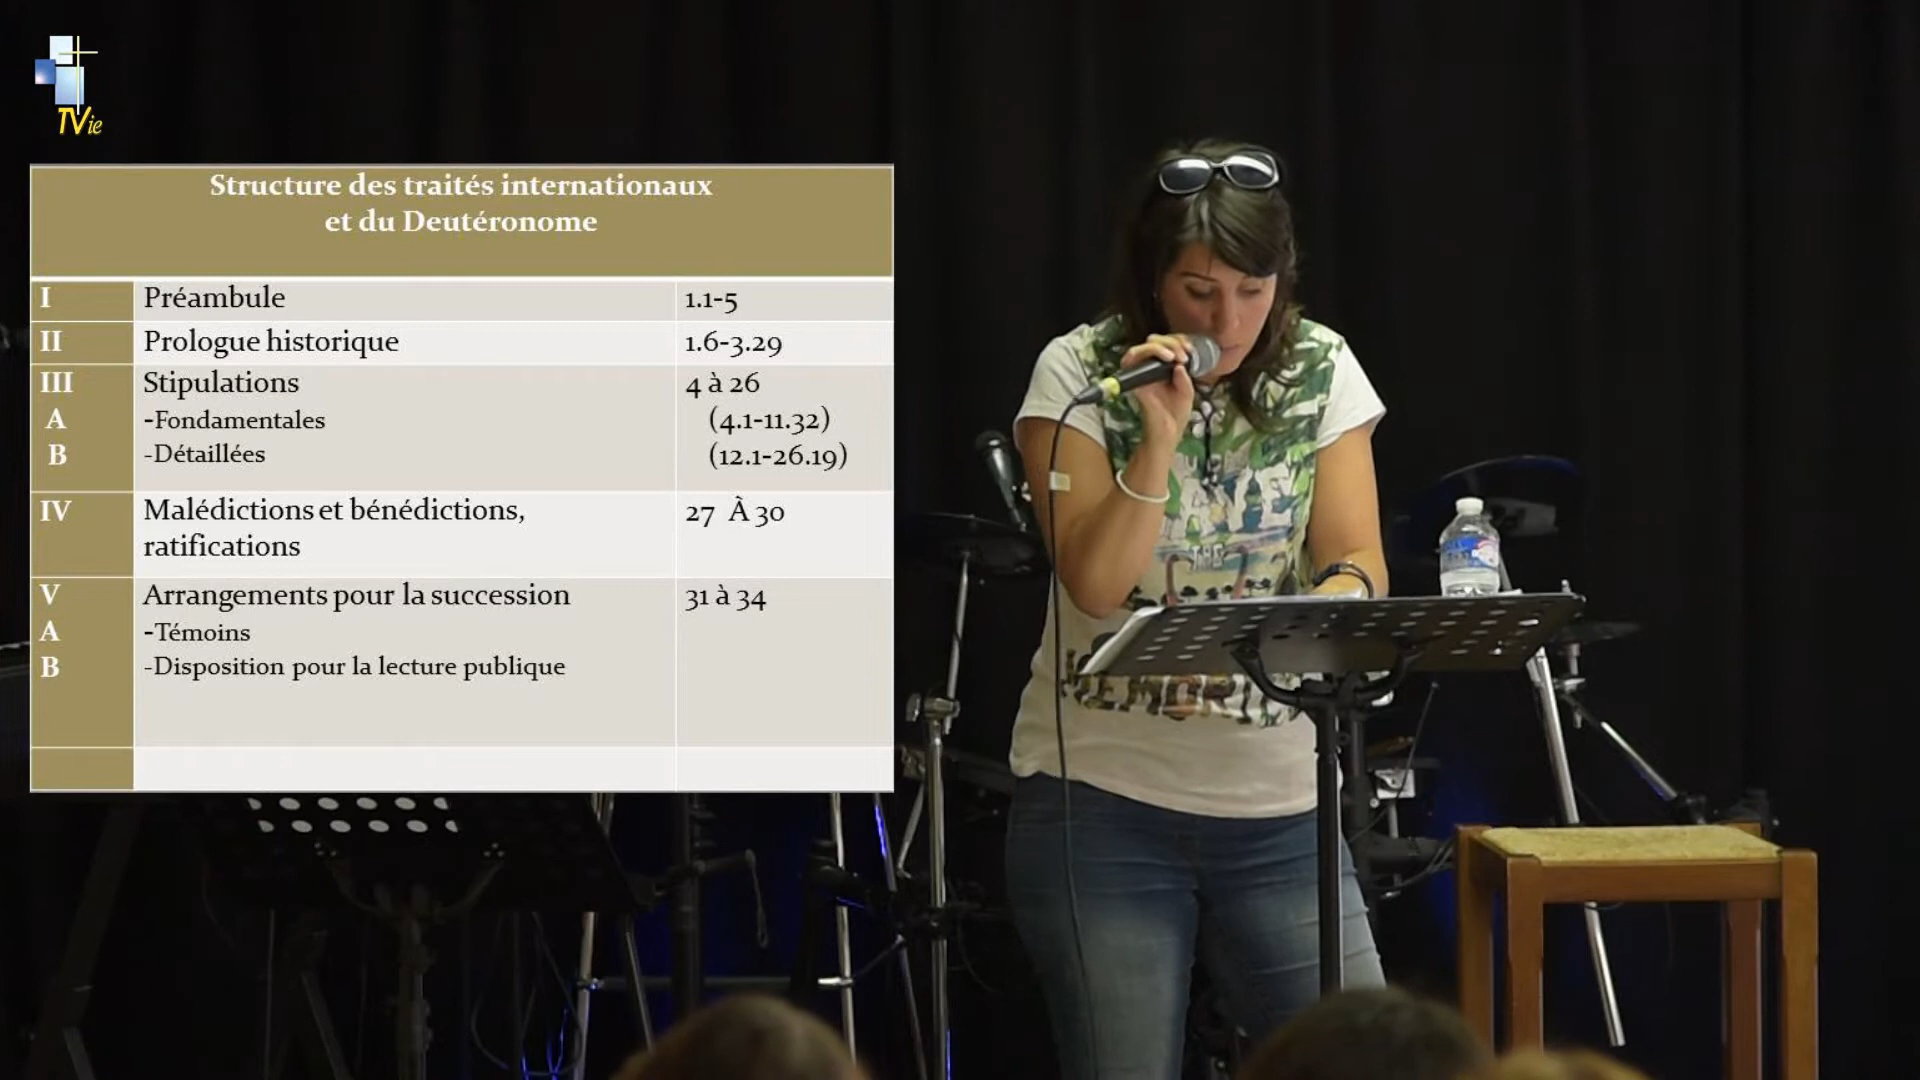 TVie
Structure des traités internationaux
et du Deutéronome
I Préambule 1.1-5
II Prologue historique 1.6-3.29
III Stipulations 4 à 26
A -Fondamentales (4.1-11.32)
B -Détaillées (12.1-26.19)
IV Malédictions et bénédictions, 27 À 30
ratifications
V Arrangements pour la succession 31 à 34
A -Témoins
B -Disposition pour la lecture publique
THE
MEMORI